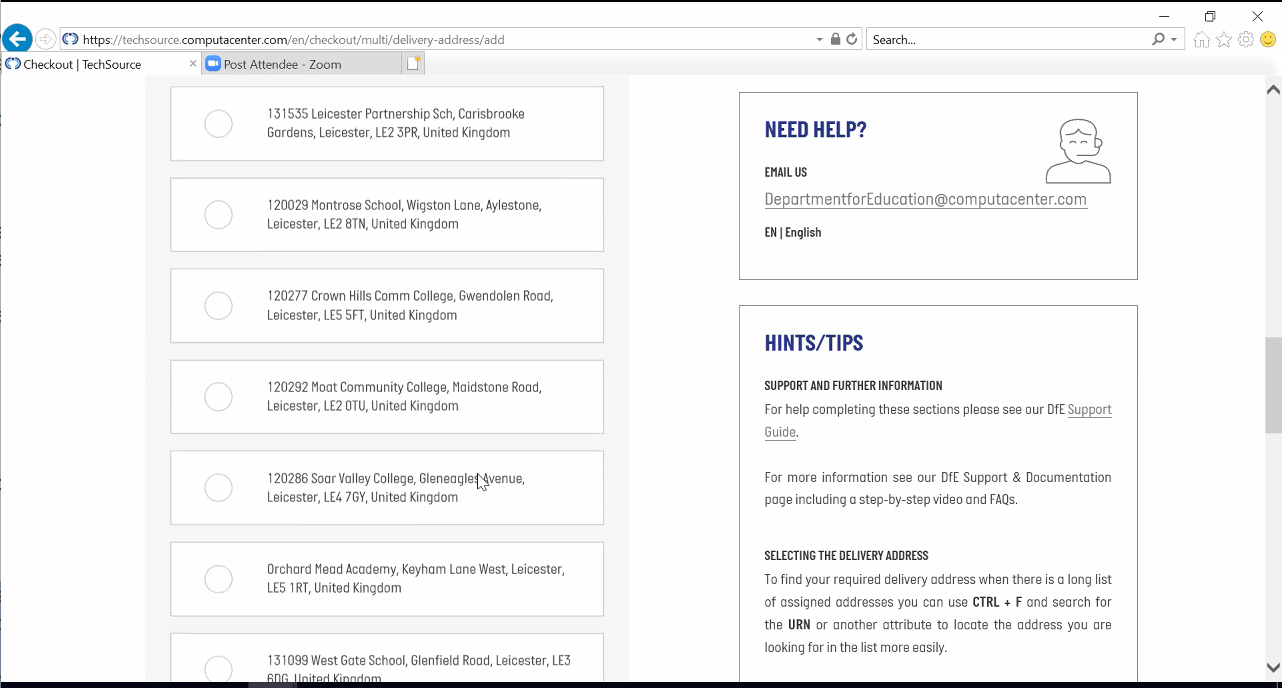 https://techsource.computacenter.com/en/checkout/multi/delivery-address/add
Search...
Checkout | TechSource
Post Attendee - Zoom
131535 Leicester Partnership Sch, Carisbrooke
Gardens, Leicester, LE2 3PR, United Kingdom
120029 Montrose School, Wigston Lane, Aylestone,
Leicester, LE2 8TN, United Kingdom
120277 Crown Hills Comm College, Gwendolen Road,
Leicester, LE5 5FT, United Kingdom
120292 Moat Community College, Maidstone Road,
Leicester, LE2 0TU, United Kingdom
120286 Soar Valley College, Gleneagles Avenue,
Leicester, LE4 7GY, United Kingdom
Orchard Mead Academy, Keyham Lane West, Leicester,
LE5 1RT, United Kingdom
131099 West Gate School, Glenfield Road, Leicester, LE3
6DG, United Kingdom
NEED HELP?
EMAIL US
DepartmentforEducation@computacenter.com
EN | English
HINTS/TIPS
SUPPORT AND FURTHER INFORMATION
For help completing these sections please see our DfE Support
Guide.
For more information see our DfE Support & Documentation
page including a step-by-step video and FAQs.
SELECTING THE DELIVERY ADDRESS
To find your required delivery address when there is a long list
of assigned addresses you can use CTRL + F and search for
the URN or another attribute to locate the address you are
looking for in the list more easily.